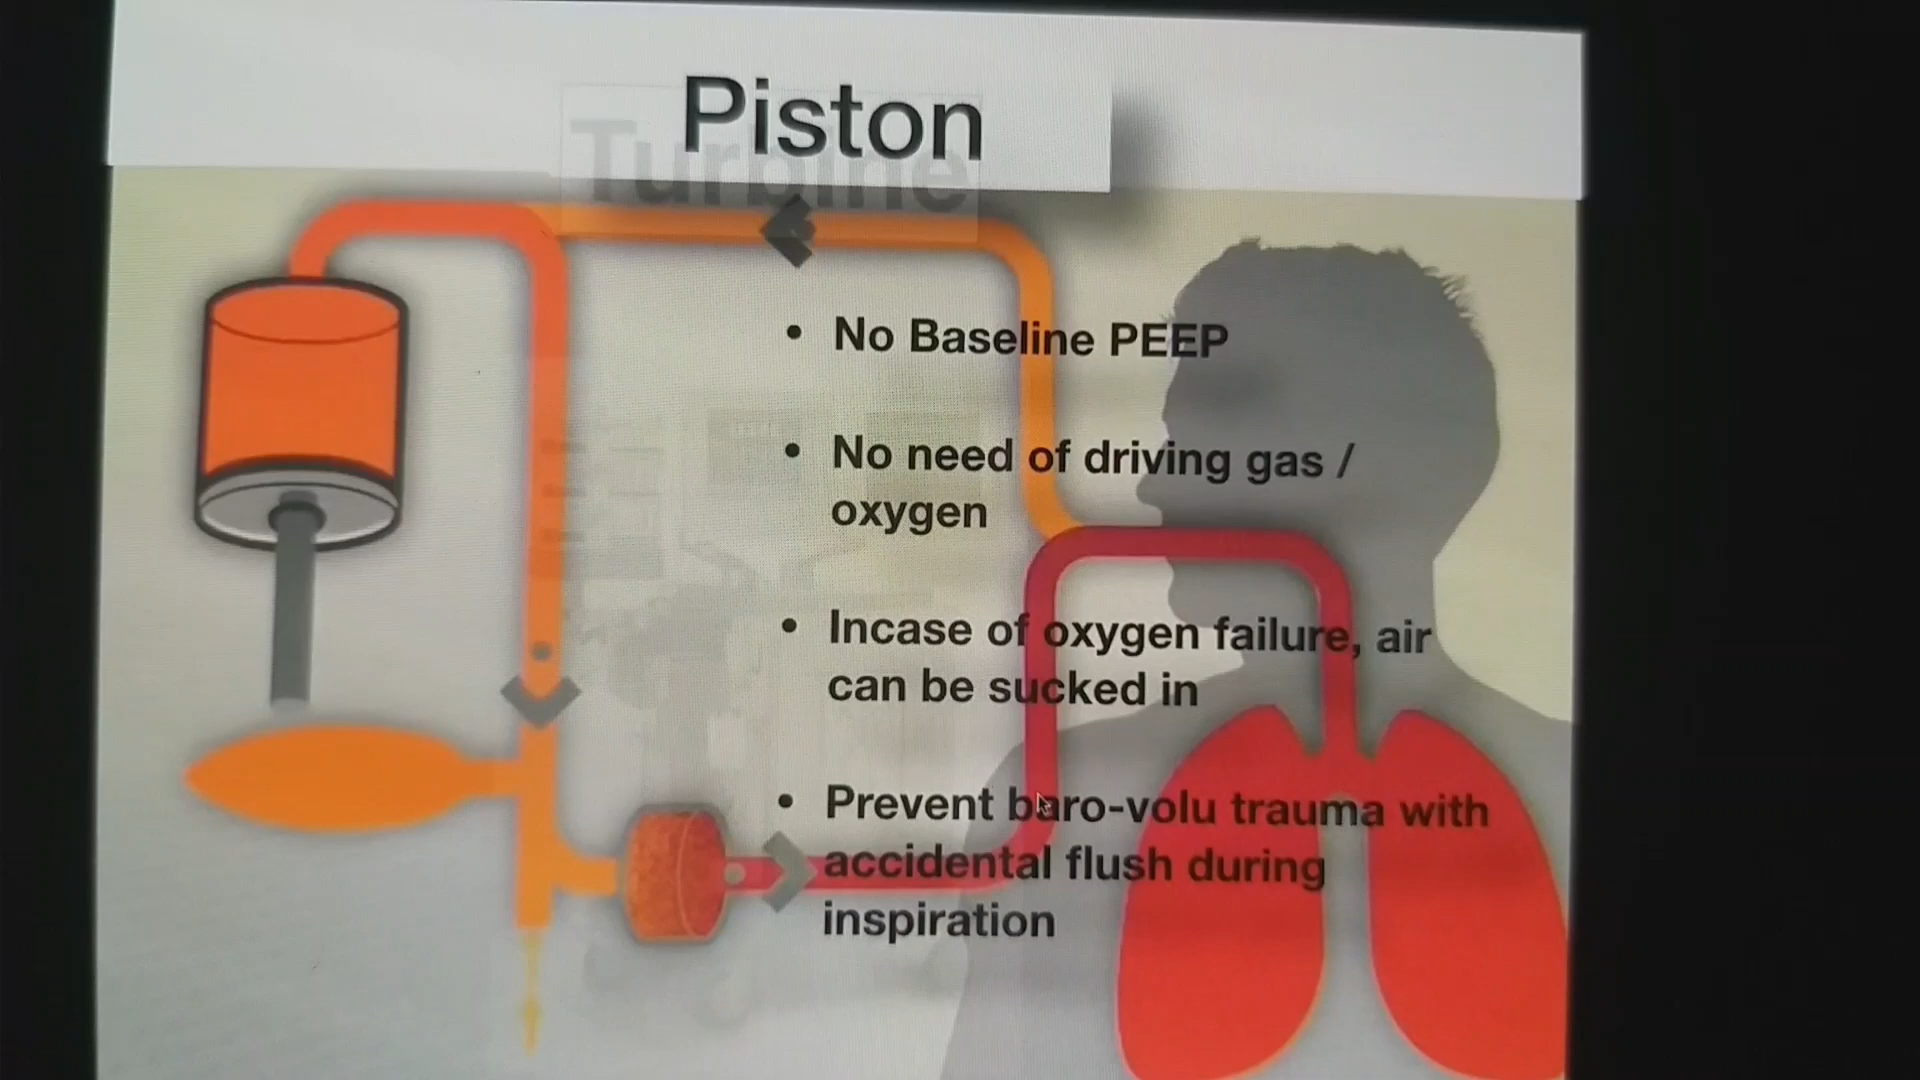 Piston
Turbine
• No Baseline PEEP
• No need of driving gas /
oxygen
• Incase of oxygen failure, air
can be sucked in
• Prevent baro-volu trauma with
accidental flush during
inspiration